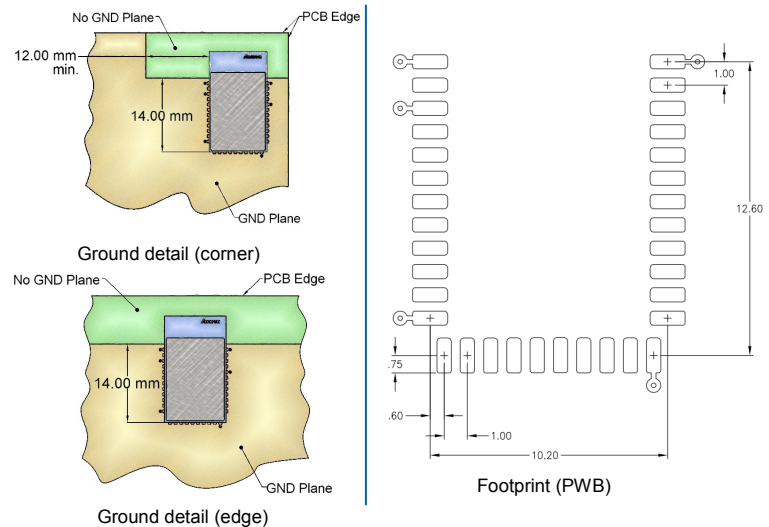 No GND Plane
PCB Edge
12.00 mm
min.
14.00 mm
GND Plane
Ground detail (corner)
No GND Plane
PCB Edge
14.00 mm
GND Plane
Ground detail (edge)
1.00
12.60
.75
.60
1.00
10.20
Footprint (PWB)